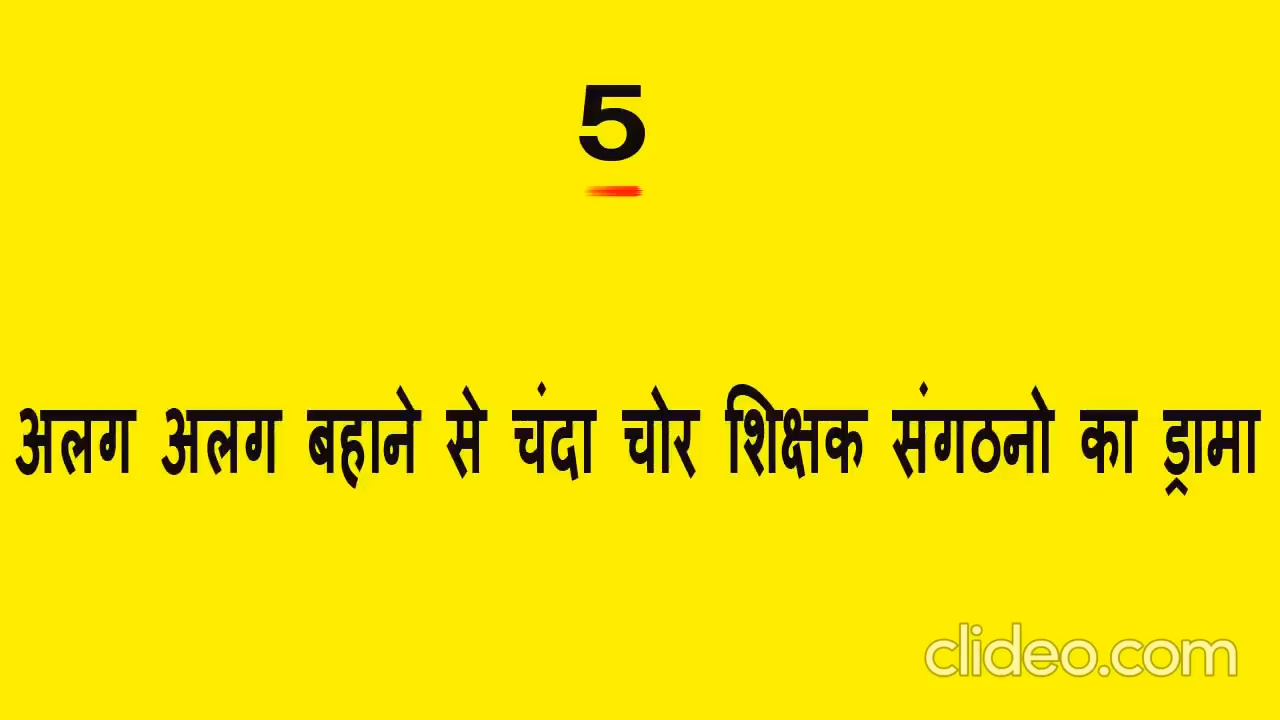 5
अलग अलग बहाने से चंदा चोर शिक्षक संगठनो का ड्रामा
clideo.com